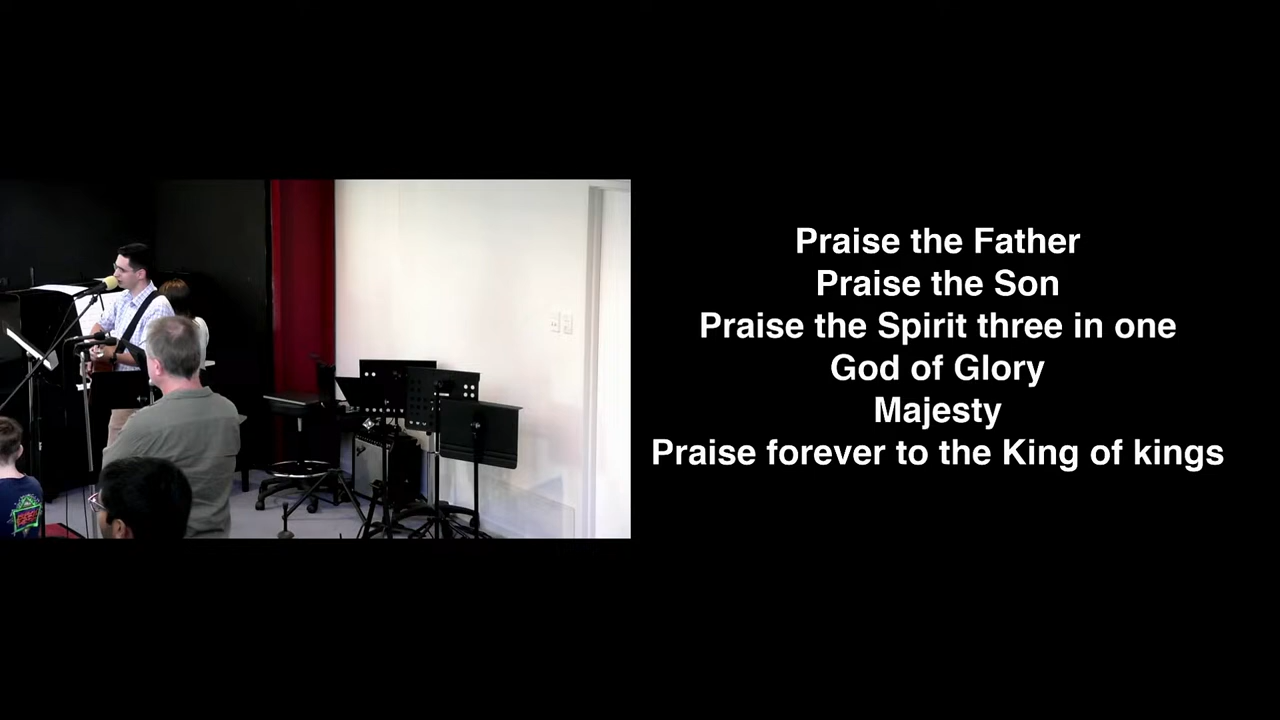 Praise the Father
Praise the Son
Praise the Spirit three in one
God of Glory
Majesty
Praise forever to the King of kings